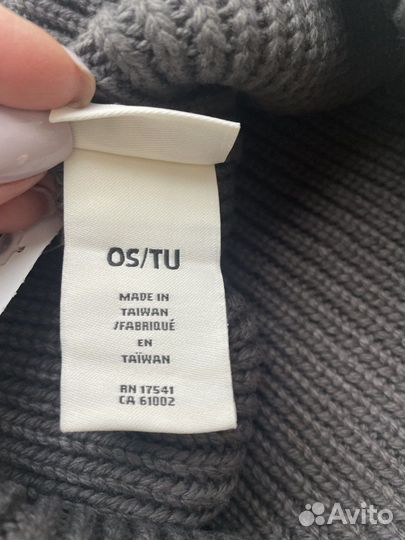 OS/TU
MADE IN
TAIWAN
/FABRIQUÉ
EN
TAÏWAN
RN 17541
CA 61002
Avito